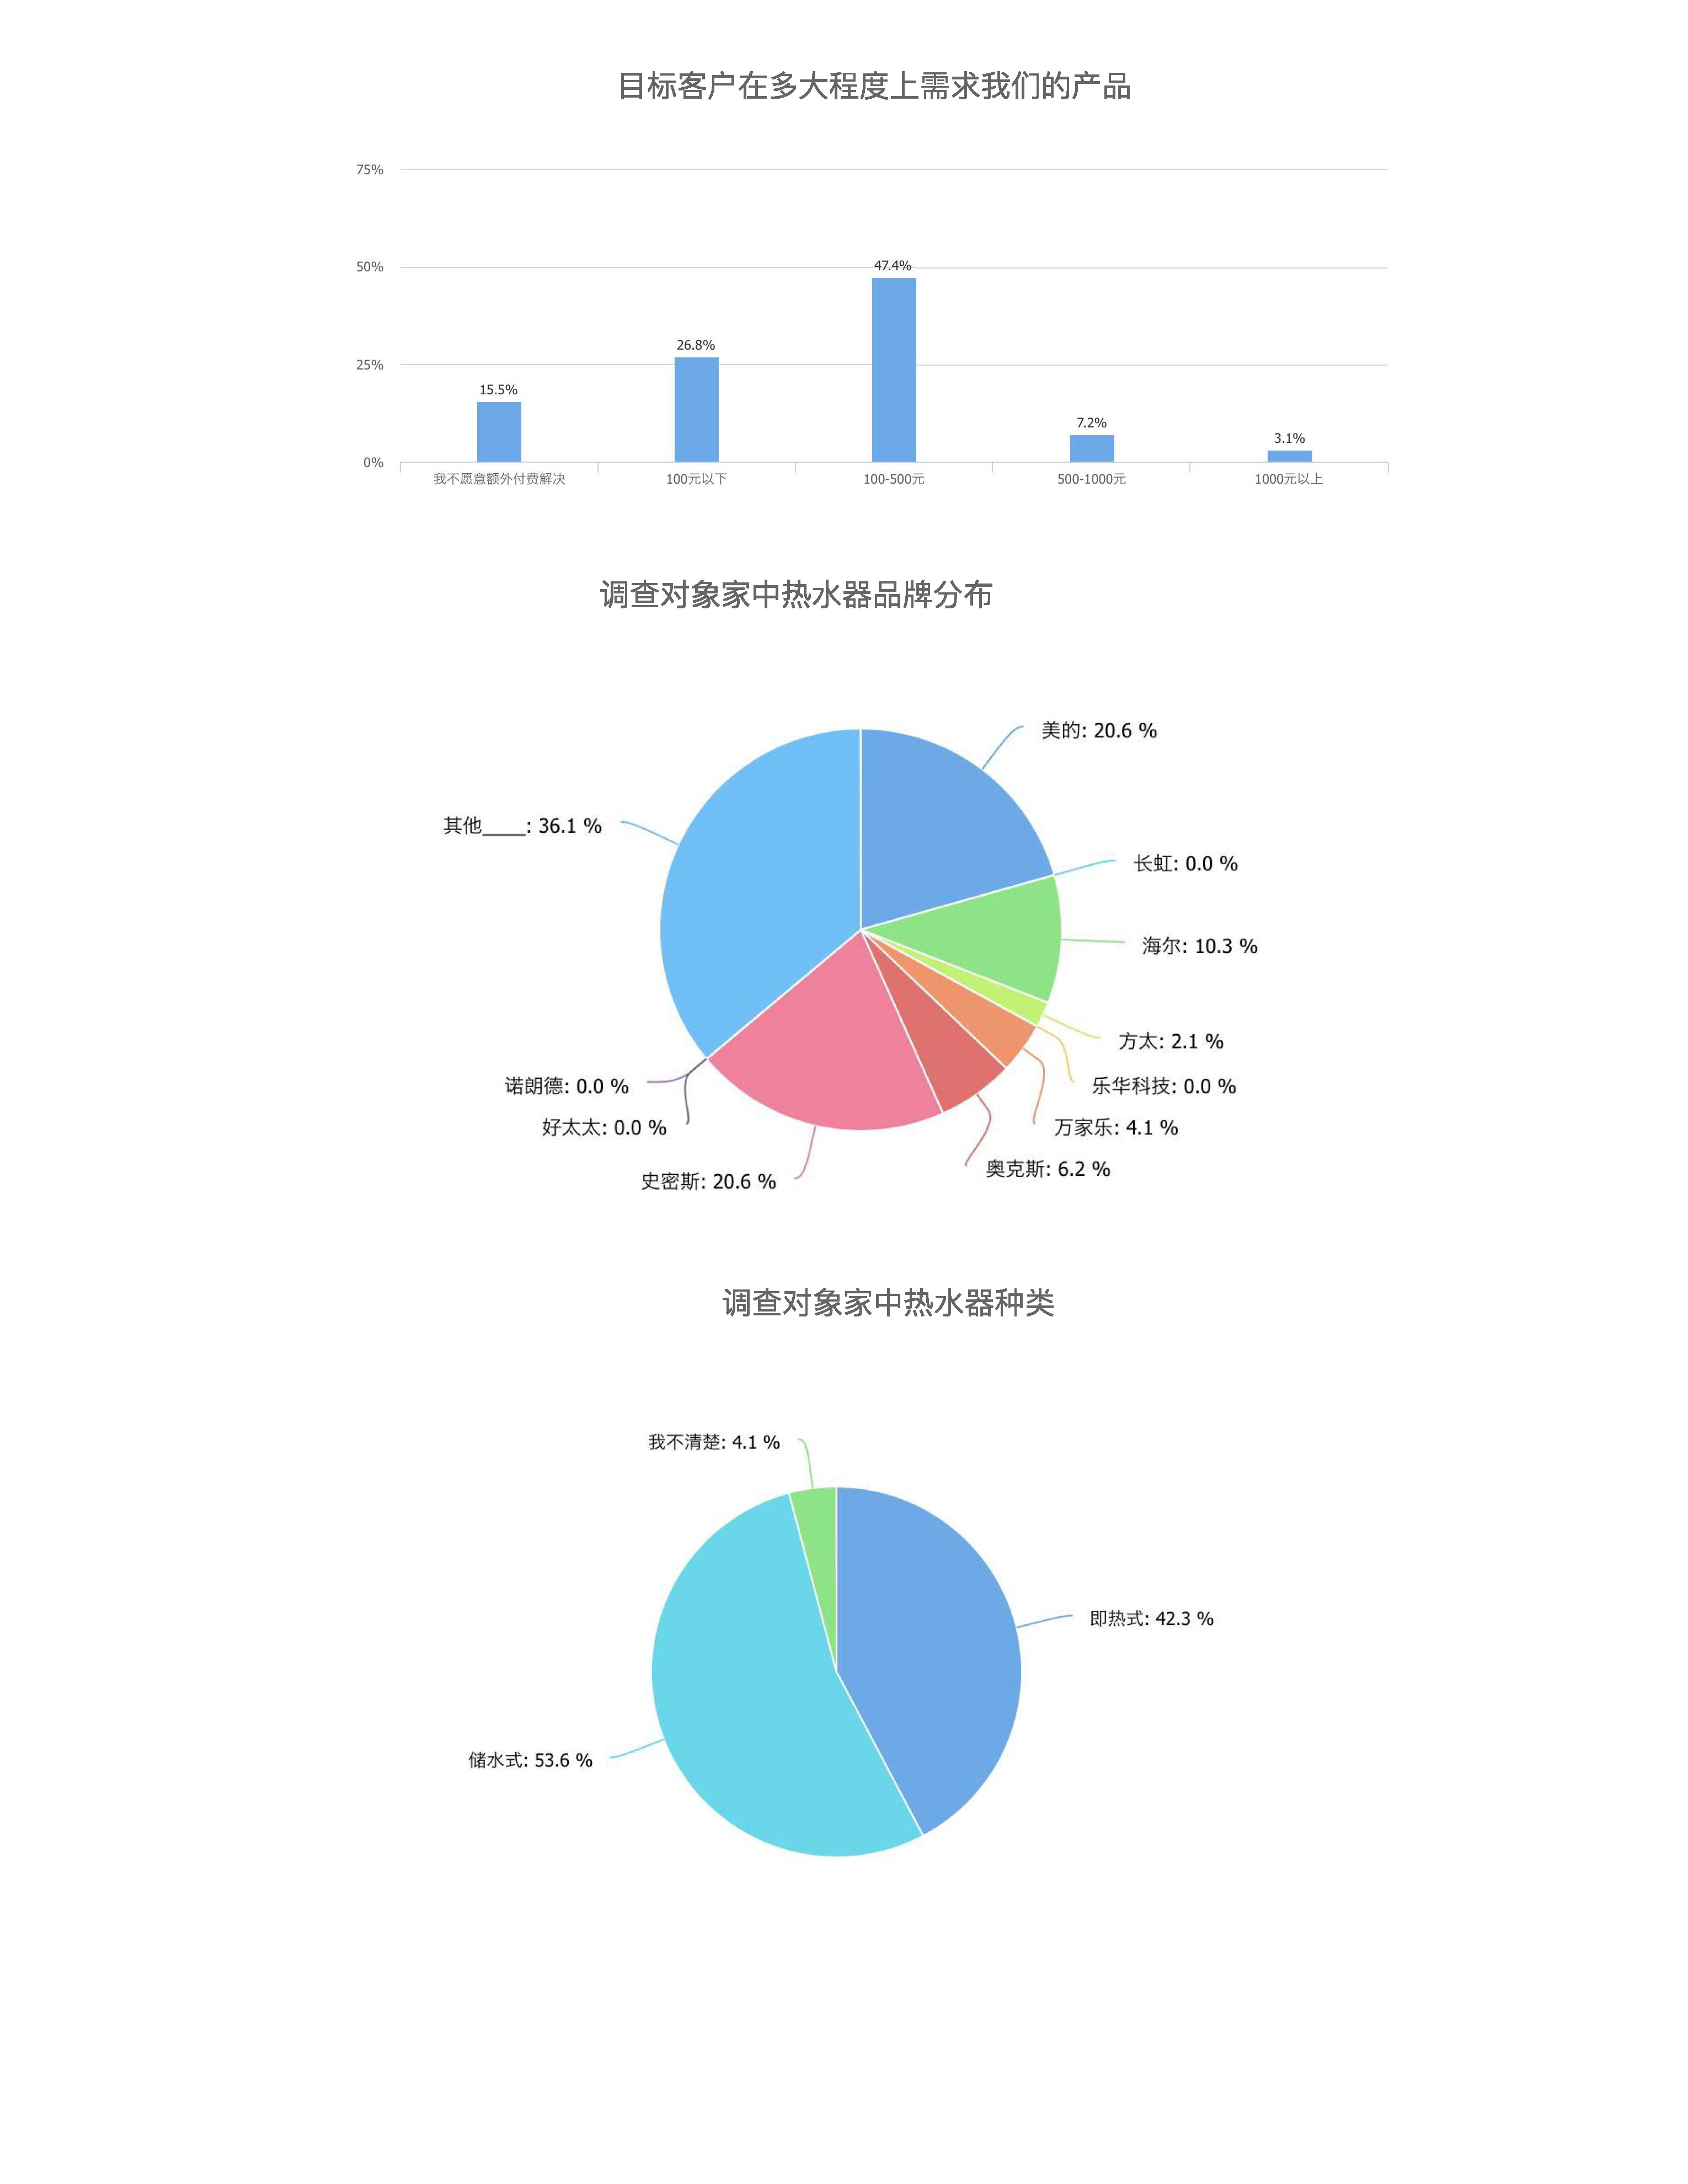 目标客户在多大程度上需求我们的产品
75%
50%
25%
0%
47.4%
26.8%
15.5%
7.2%
3.1%
我不愿意额外付费解决
100元以下
100-500元
500-1000元
1000元以上
调查对象家中热水器品牌分布
美的: 20.6 %
其他____: 36.1 %
长虹: 0.0 %
海尔: 10.3 %
方太: 2.1 %
诺朗德: 0.0 %
乐华科技: 0.0 %
好太太: 0.0 %
万家乐: 4.1 %
奥克斯: 6.2 %
史密斯: 20.6 %
调查对象家中热水器种类
我不清楚: 4.1 %
即热式: 42.3 %
储水式: 53.6 %